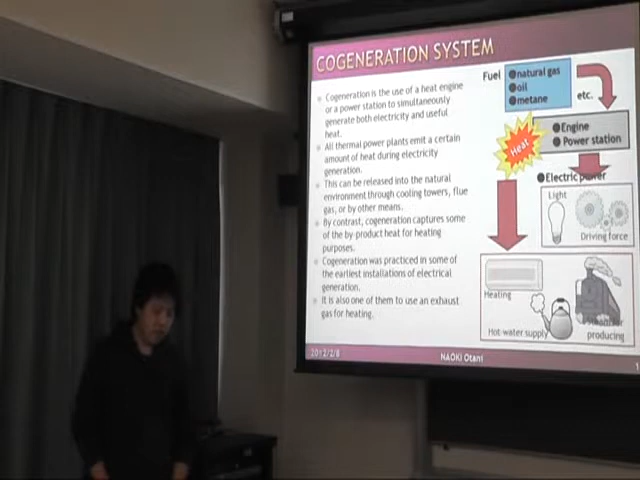 COGENERATION SYSTEM
Cogeneration is the use of a heat engine
or a power station to simultaneously
generate both electricity and useful
heat.
All thermal power plants emit a certain
amount of heat during electricity
generation.
This can be released into the natural
environment through cooling towers, flue
gas, or by other means.
By contrast, cogeneration captures some
of the by-product heat for heating
purposes.
Cogeneration was practiced in some of
the earliest installations of electrical
generation.
It is also one of them to use an exhaust
gas for heating.
Fuel
natural gas
oil
metane
etc.
Engine
Power station
Heat
Electric power
Light
Driving force
Heating
Hot-water supply
producing
2012/2/8
NAOKI Otani
1